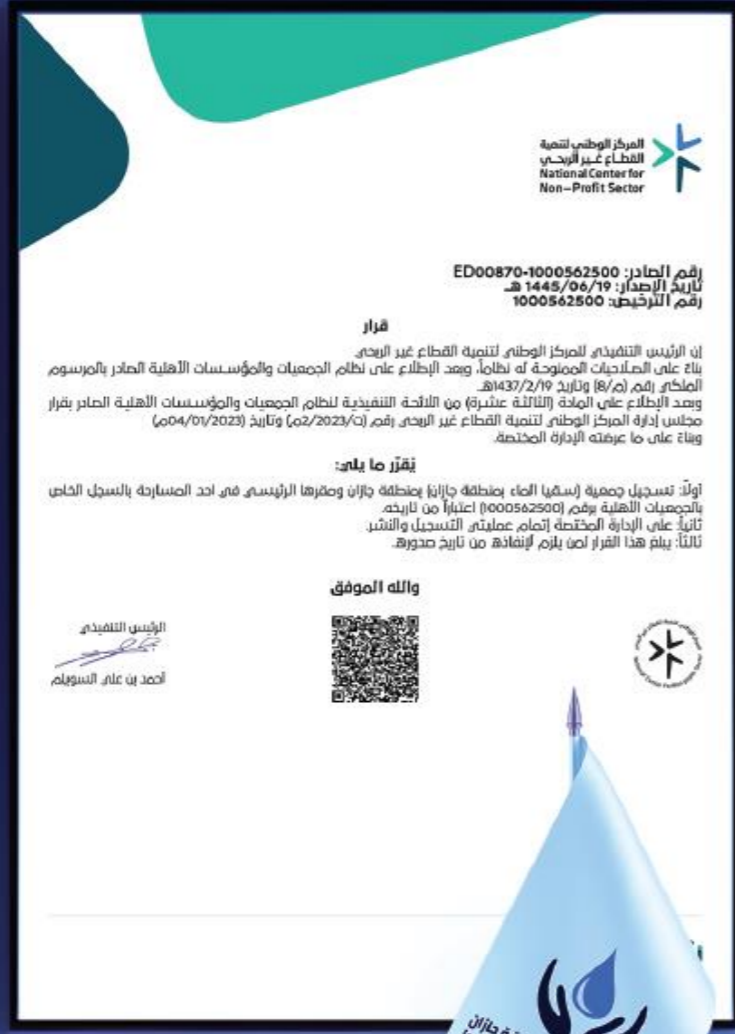 المركز الوطني لتنمية
القطاع غير الربحي
National Center for
Non-Profit Sector
رقم الصادر: ED00870-1000562500
تاريخ الإصدار: 1445/06/19 هـ
رقم الترخيص: 1000562500
قرار
إن الرئيس التنفيذي للمركز الوطني لتنمية القطاع غير الربحي
بناءً على الصلاحيات الممنوحة له نظاماً، وبعد الإطلاع على نظام الجمعيات والمؤسسات الأهلية الصادر بالمرسوم
الملكي رقم (م/8) وتاريخ 1437/2/19هـ
وبعد الإطلاع على المادة (الثالثة عشرة) من اللائحة التنفيذية لنظام الجمعيات والمؤسسات الأهلية الصادر بقرار
مجلس إدارة المركز الوطني لتنمية القطاع غير الربحي رقم (ت/2/2023م) وتاريخ (04/01/2023م)
وبناءً على ما عرضته الإدارة المختصة.
يُقرّر ما يلي:
أولاً: تسجيل جمعية (سقيا الماء بمنطقة جازان) بمنطقة جازان ومقرها الرئيسي في احد المسارحة بالسجل الخاص
بالجمعيات الأهلية برقم (1000562500) اعتباراً من تاريخه.
ثانياً: على الإدارة المختصة إتمام عمليتي التسجيل والنشر.
ثالثاً: يبلغ هذا القرار لمن يلزم لإنفاذه من تاريخ صدوره.
والله الموفق
الرئيس التنفيذي
أحمد بن علي السويلم
جازان